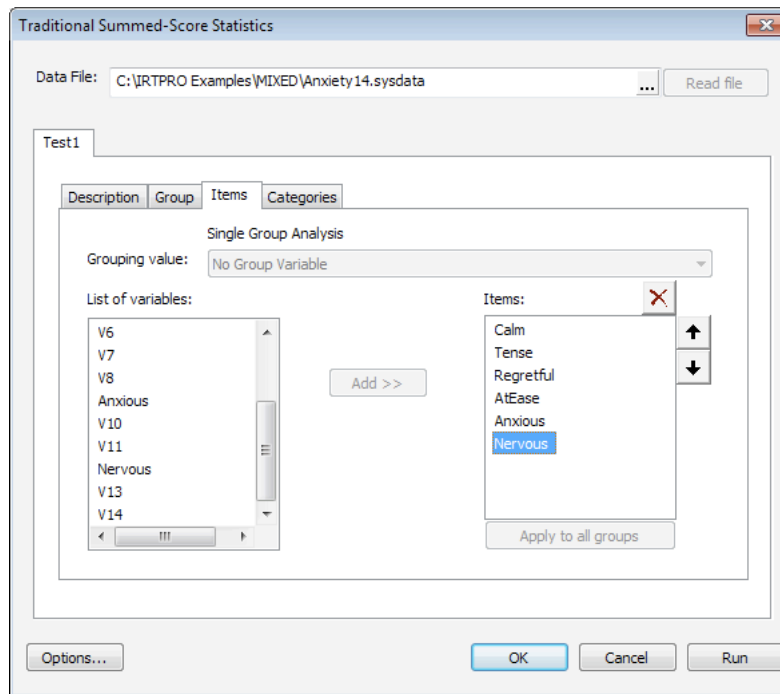 Traditional Summed-Score Statistics
Data File: C:\IRTPRO Examples\MIXED\Anxiety14.sysdata ... Read file
Test1
Description Group Items Categories
Single Group Analysis
Grouping value: No Group Variable
List of variables:
V6
V7
V8
Anxious
V10
V11
Nervous
V13
V14
Add >>
Items:
Calm
Tense
Regretful
AtEase
Anxious
Nervous
Apply to all groups
Options... OK Cancel Run